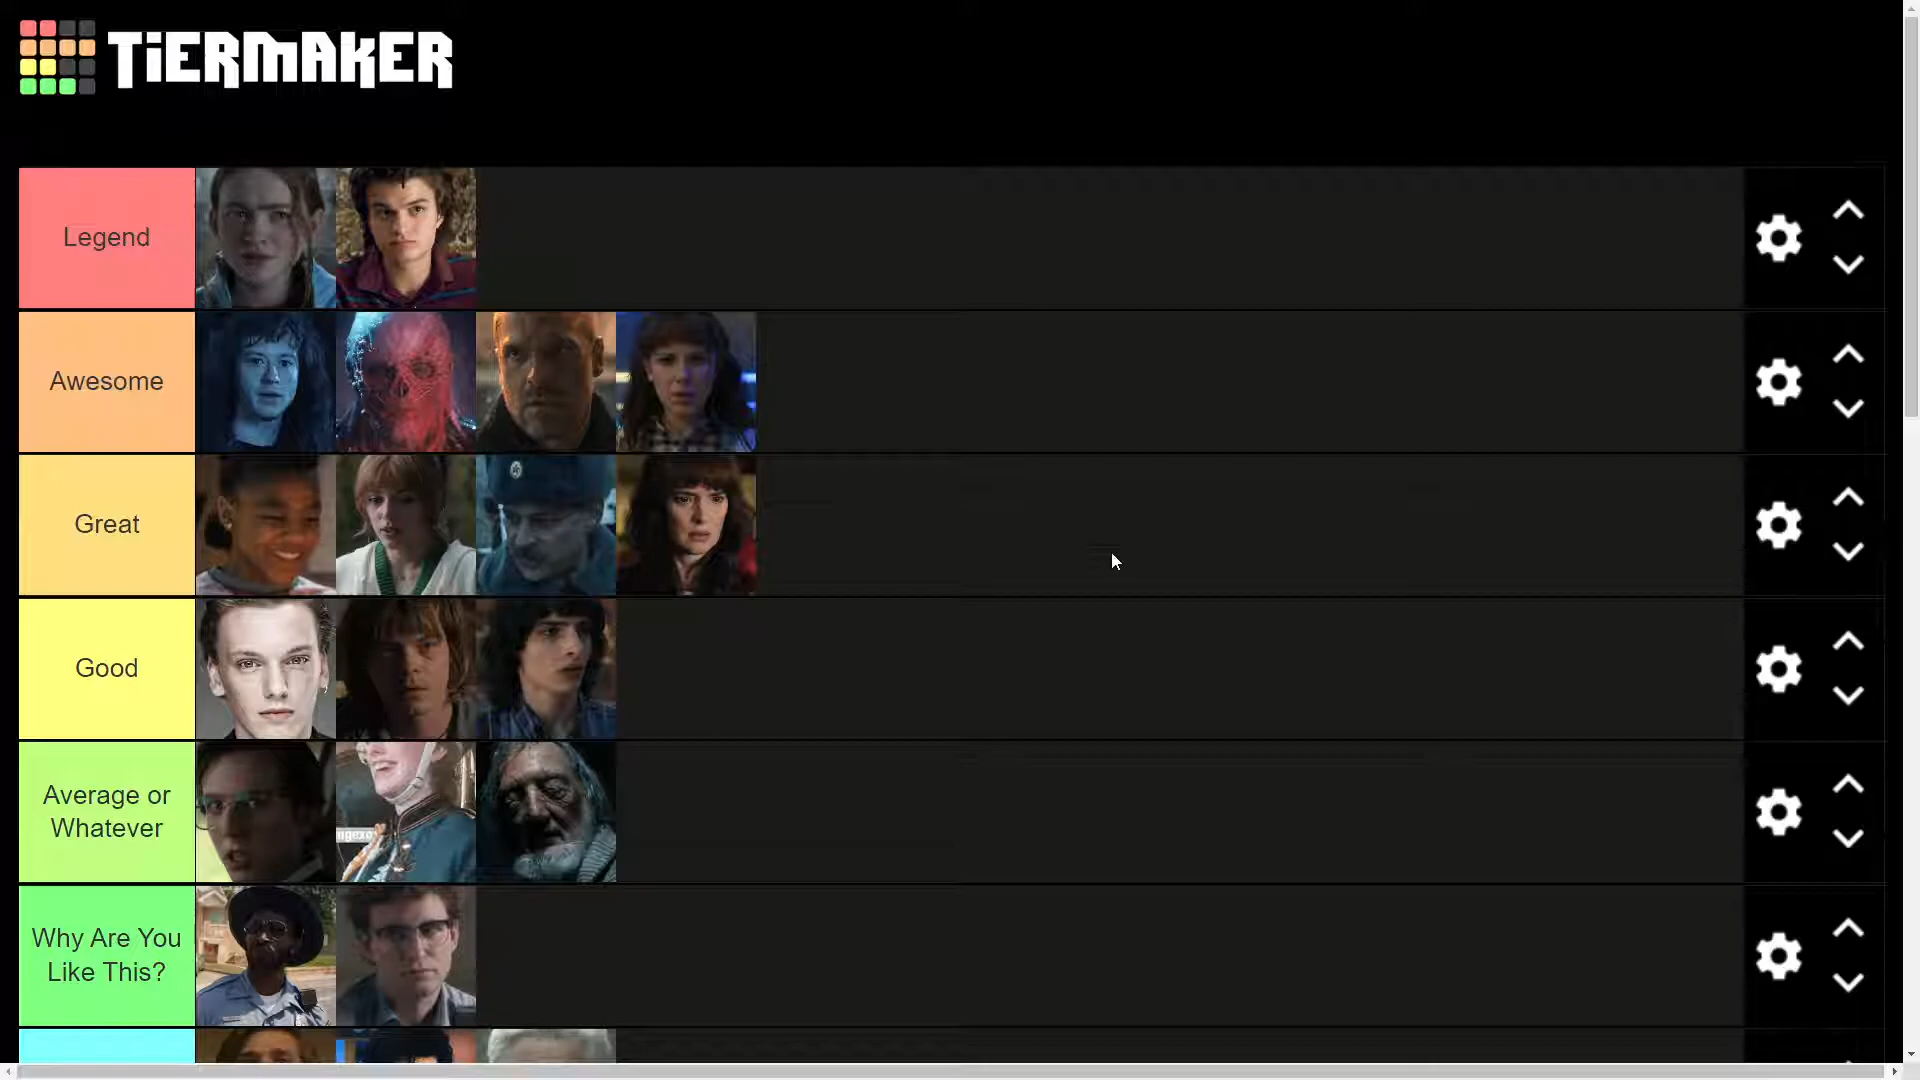 TiERMAKER
Legend
Awesome
Great
Good
Average or
Whatever
Why Are You
Like This?